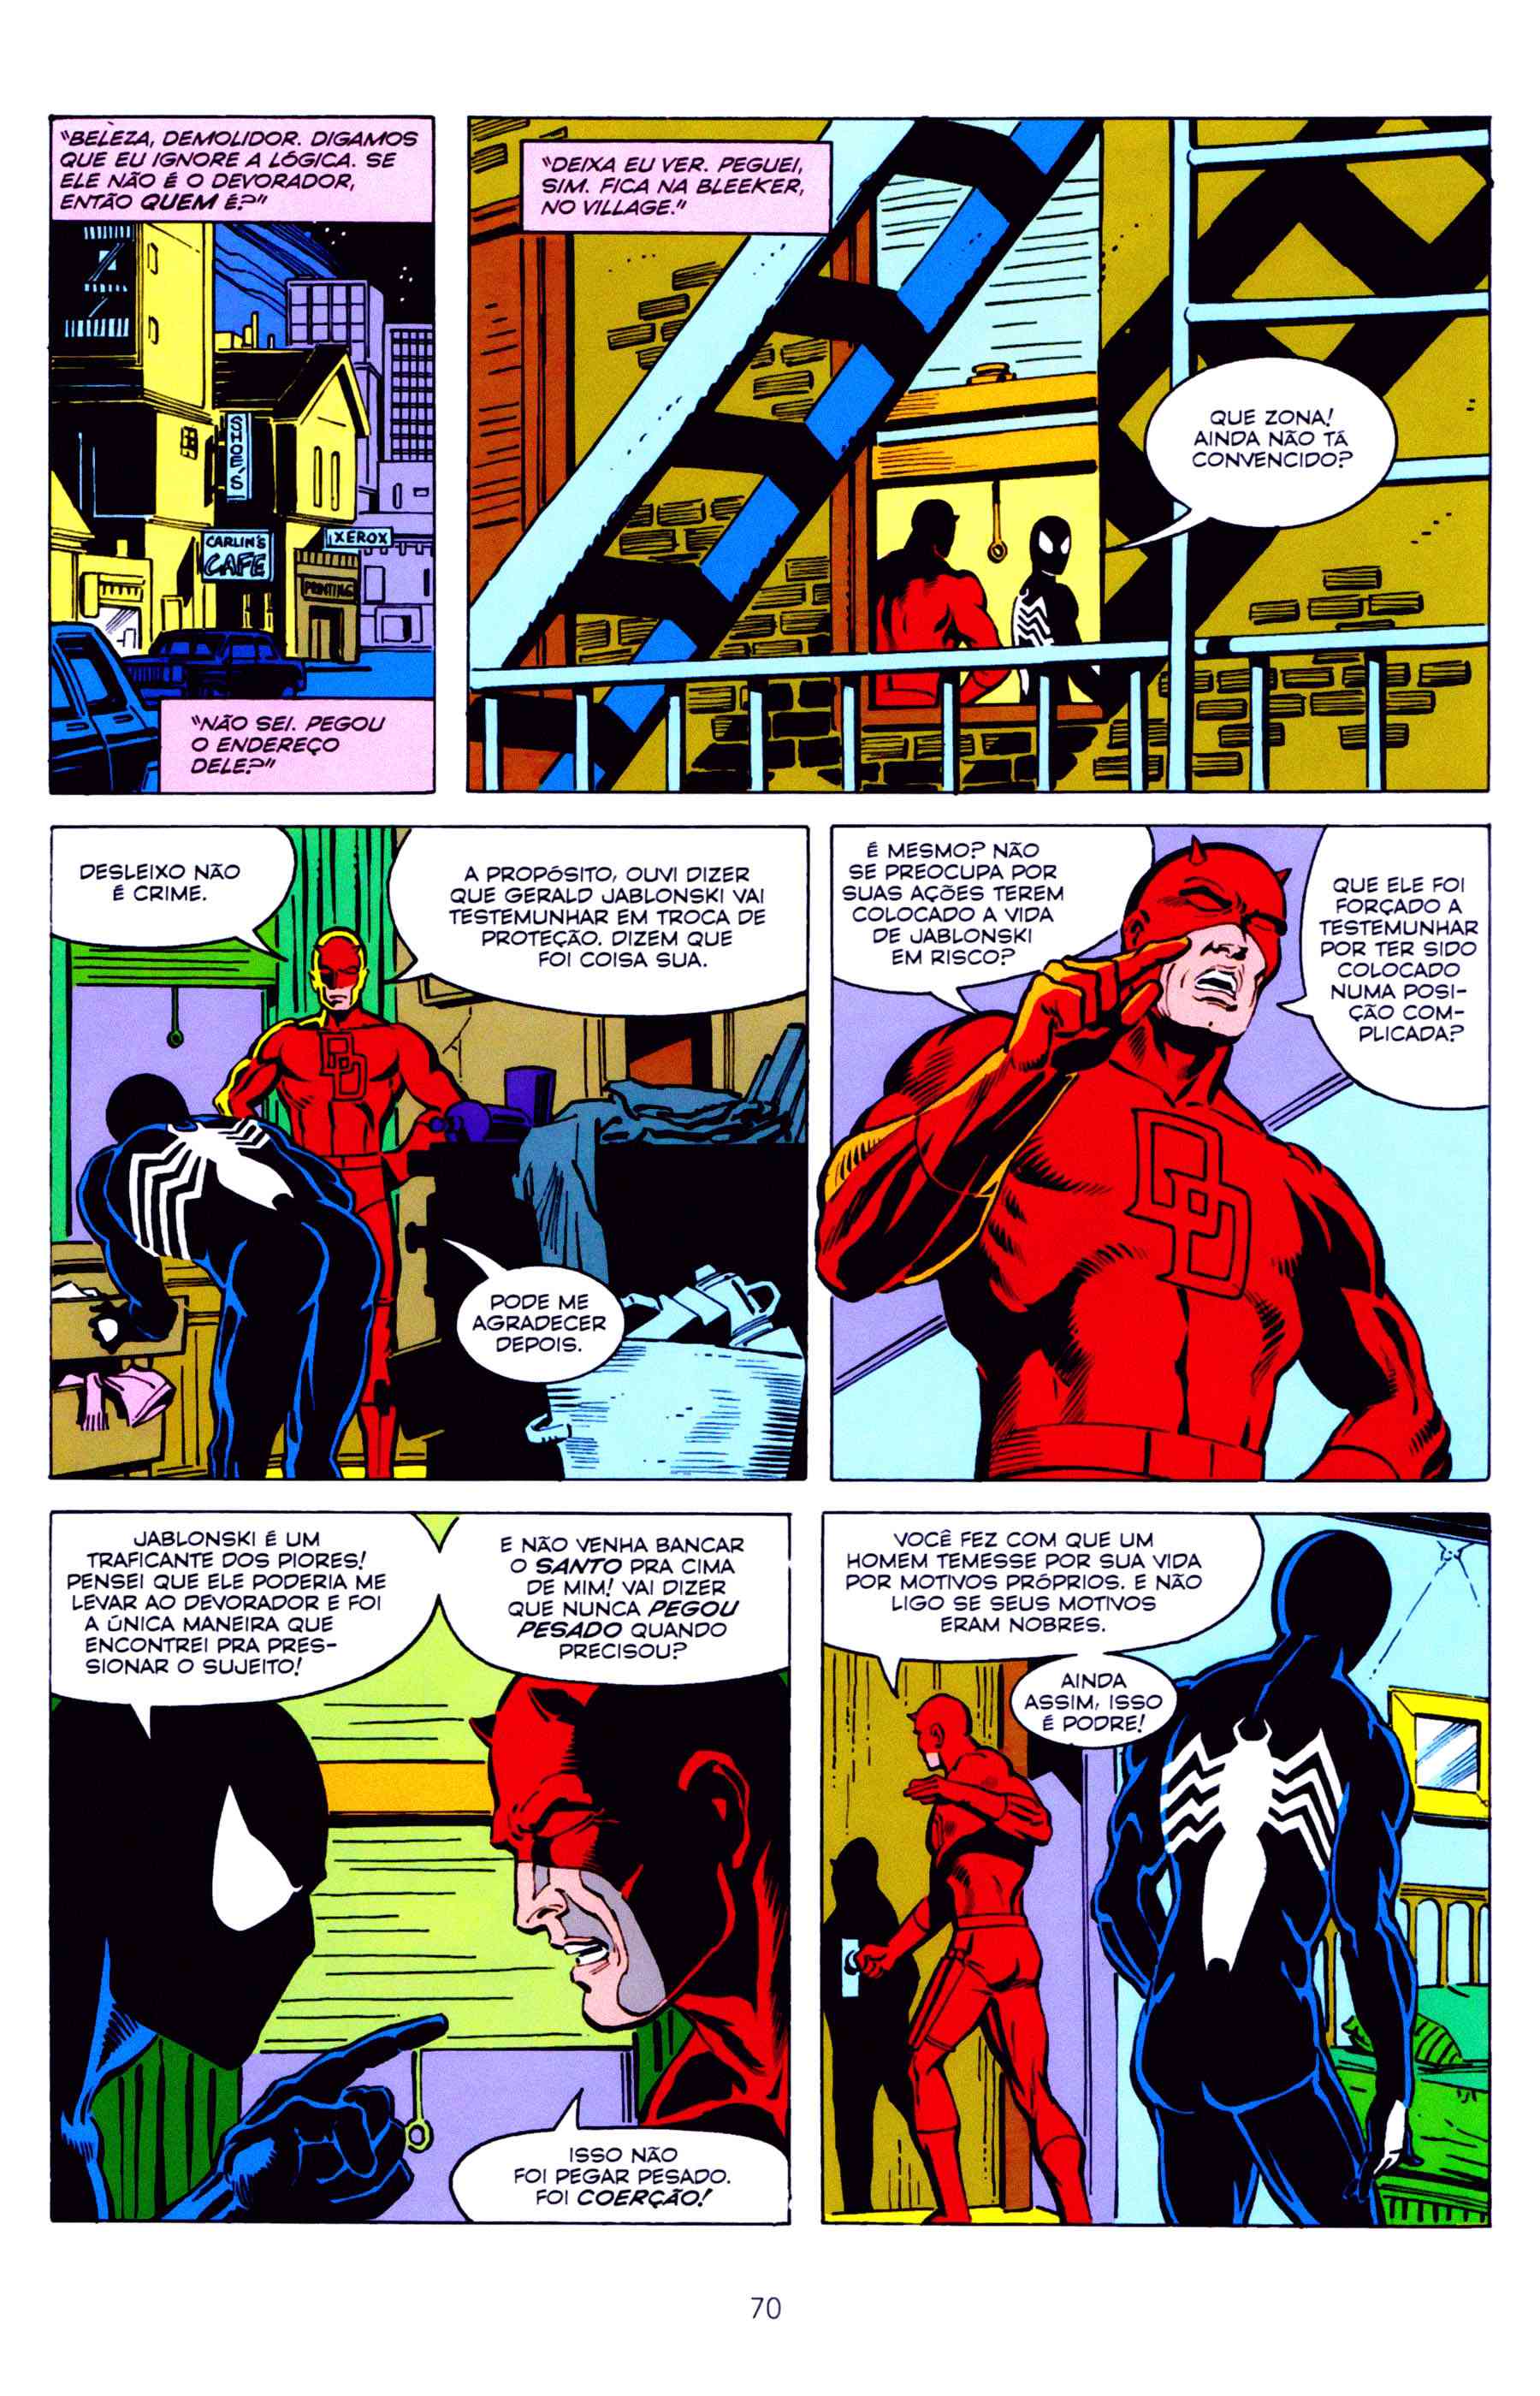 "BELEZA, DEMOLIDOR. DIGAMOS
QUE EU IGNORE A LÓGICA. SE
ELE NÃO É O DEVORADOR,
ENTÃO QUEM É?"
SHOE'S
CARLIN'S
CAFE
XEROX
PRINTING
"NÃO SEI. PEGOU
O ENDEREÇO
DELE?"
"DEIXA EU VER. PEGUEI,
SIM. FICA NA BLEEKER,
NO VILLAGE."
QUE ZONA!
AINDA NÃO TÁ
CONVENCIDO?
DESLEIXO NÃO
É CRIME.
A PROPÓSITO, OUVI DIZER
QUE GERALD JABLONSKI VAI
TESTEMUNHAR EM TROCA DE
PROTEÇÃO. DIZEM QUE
FOI COISA SUA.
DD
PODE ME
AGRADECER
DEPOIS.
É MESMO? NÃO
SE PREOCUPA POR
SUAS AÇÕES TEREM
COLOCADO A VIDA
DE JABLONSKI
EM RISCO?
QUE ELE FOI
FORÇADO A
TESTEMUNHAR
POR TER SIDO
COLOCADO
NUMA POSI-
ÇÃO COM-
PLICADA?
DD
JABLONSKI É UM
TRAFICANTE DOS PIORES!
PENSEI QUE ELE PODERIA ME
LEVAR AO DEVORADOR E FOI
A ÚNICA MANEIRA QUE
ENCONTREI PRA PRES-
SIONAR O SUJEITO!
E NÃO VENHA BANCAR
O SANTO PRA CIMA
DE MIM! VAI DIZER
QUE NUNCA PEGOU
PESADO QUANDO
PRECISOU?
ISSO NÃO
FOI PEGAR PESADO.
FOI COERÇÃO!
VOCÊ FEZ COM QUE UM
HOMEM TEMESSE POR SUA VIDA
POR MOTIVOS PRÓPRIOS. E NÃO
LIGO SE SEUS MOTIVOS
ERAM NOBRES.
AINDA
ASSIM, ISSO
É PODRE!
70